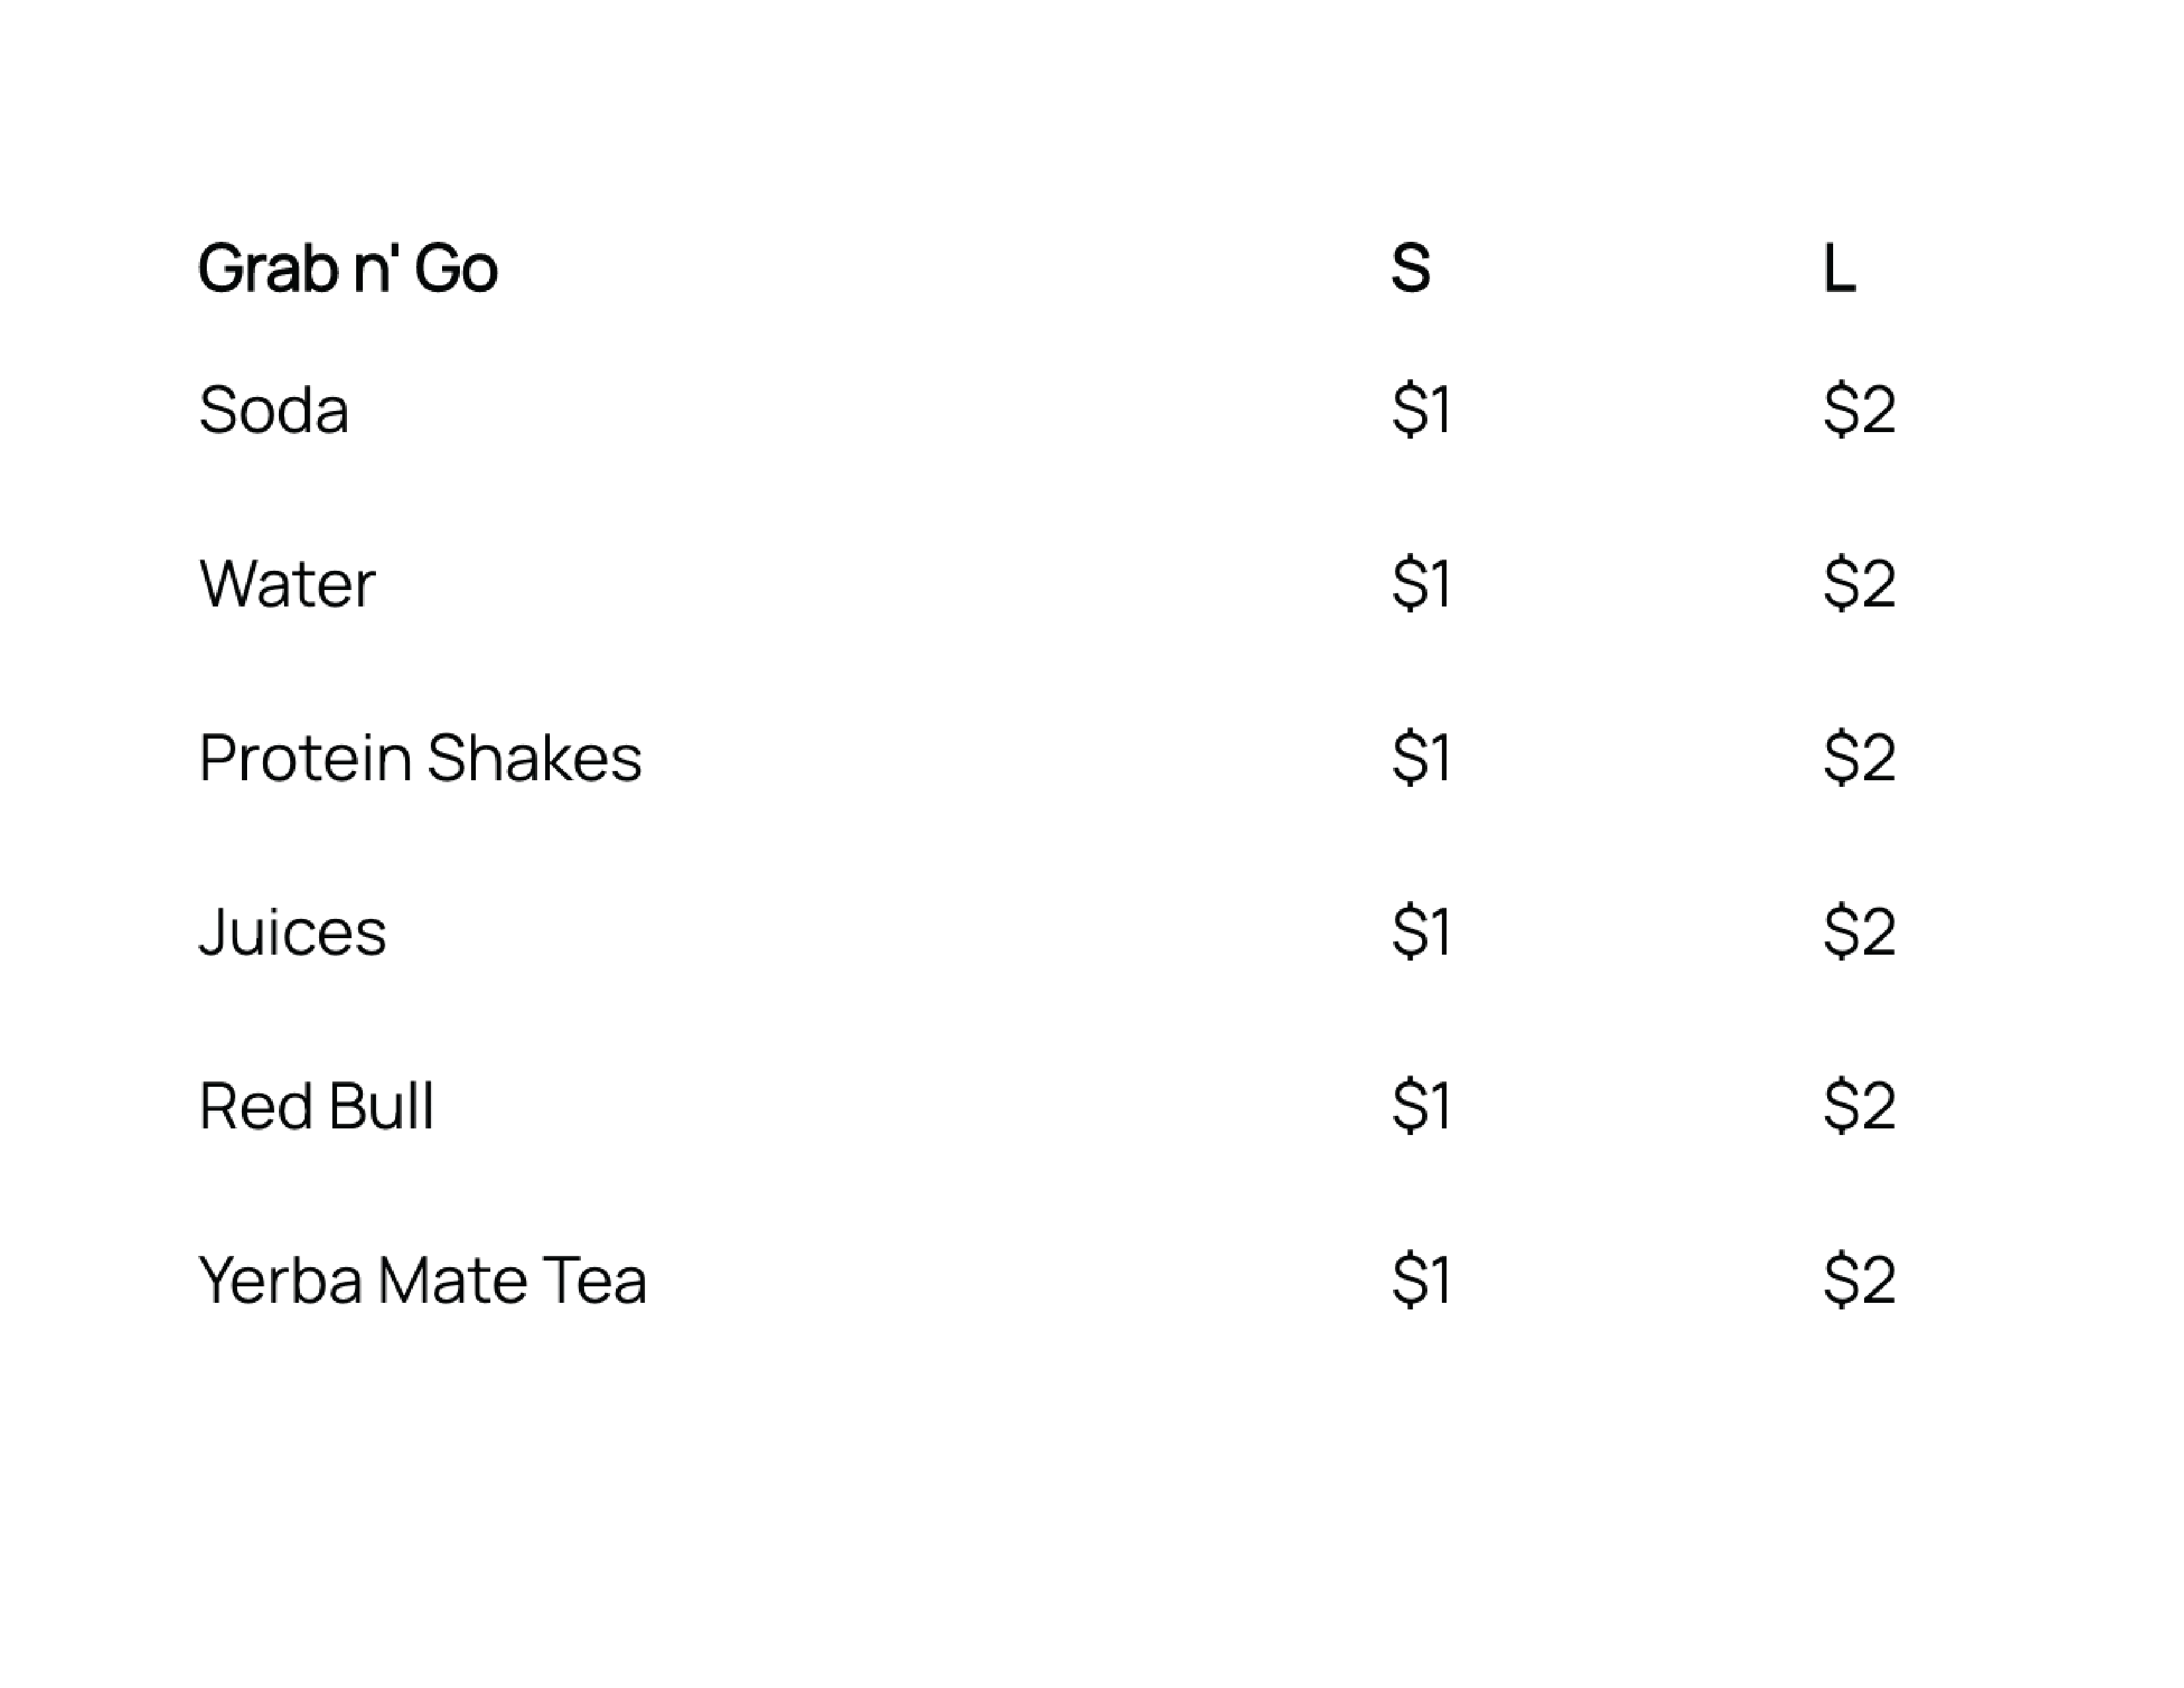 Grab n' Go S L
Soda $1 $2
Water $1 $2
Protein Shakes $1 $2
Juices $1 $2
Red Bull $1 $2
Yerba Mate Tea $1 $2